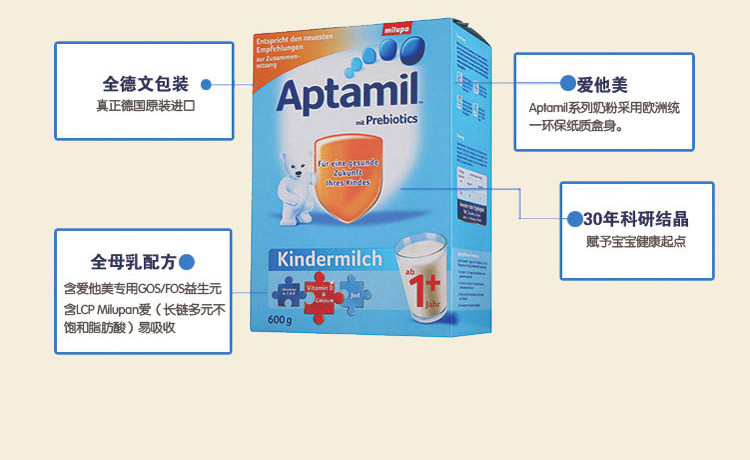 全德文包装
真正德国原装进口
全母乳配方
含爱他美专用GOS/FOS益生元
含LCP Milupan爱（长链多元不
饱和脂肪酸）易吸收
Entspricht den neuesten
Empfehlungen
zur Zusammen-
setzung
milupa
Aptamil
mit Prebiotics
Für eine gesunde
Zukunft
Ihres Kindes
Kindermilch
Vitamin D
&
Calcium
Jod
ab
1+
Jahr
600 g
爱他美
Aptamil系列奶粉采用欧洲统
一环保纸质盒身。
30年科研结晶
赋予宝宝健康起点